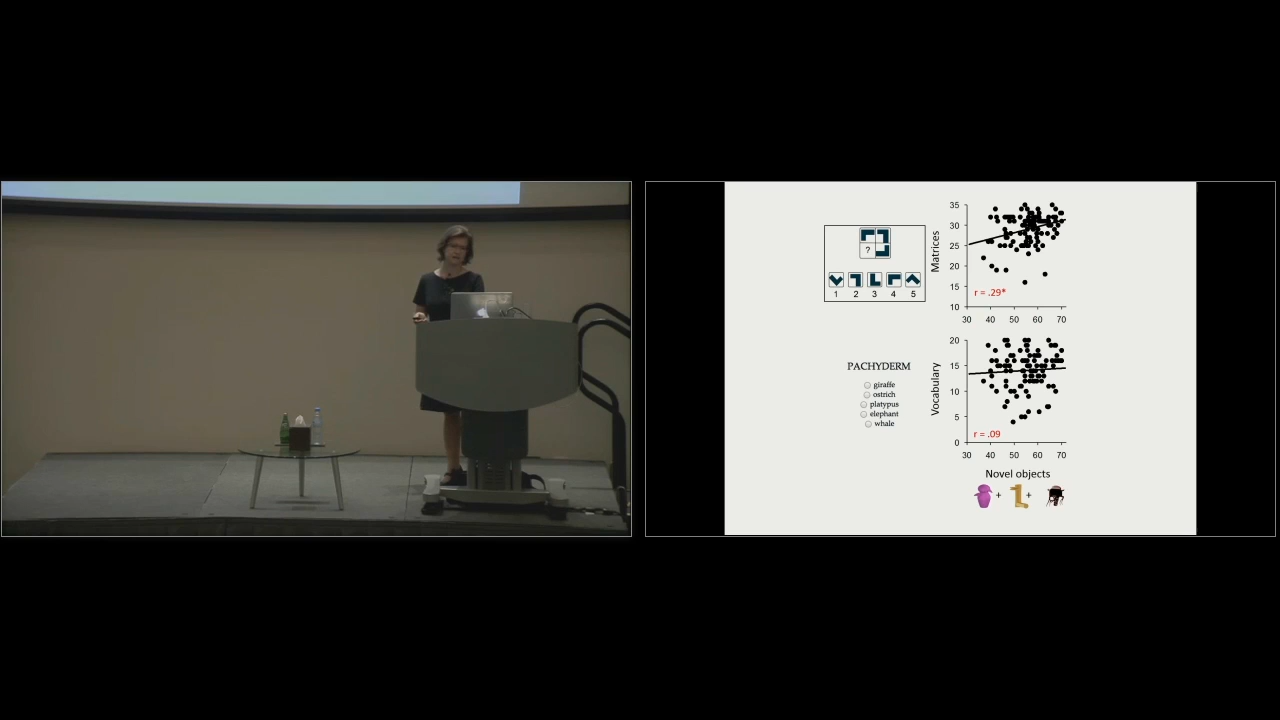 ?
1 2 3 4 5
Matrices
35
30
25
20
15
10
30 40 50 60 70
r = .29*
PACHYDERM
giraffe
ostrich
platypus
elephant
whale
Vocabulary
20
15
10
5
0
30 40 50 60 70
r = .09
Novel objects
+ +